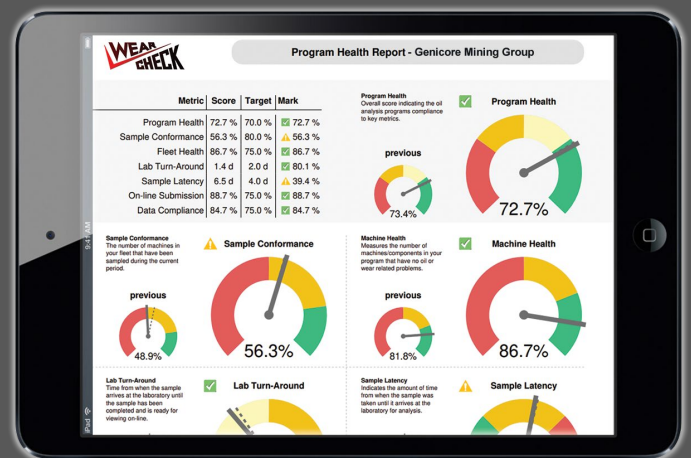 WEAR
CHECK
Program Health Report - Genicore Mining Group
Metric Score Target Mark
Program Health 72.7 % 70.0 % 72.7 %
Sample Conformance 56.3 % 80.0 % 56.3 %
Fleet Health 86.7 % 75.0 % 86.7 %
Lab Turn-Around 1.4 d 2.0 d 80.1 %
Sample Latency 6.5 d 4.0 d 39.4 %
On-line Submission 88.7 % 75.0 % 88.7 %
Data Compliance 84.7 % 75.0 % 84.7 %
Program Health
Overall score indicating the oil
analysis programs compliance
to key metrics.
Program Health
previous
73.4%
72.7%
Sample Conformance
The number of machines in
your fleet that have been
sampled during the current
period.
Sample Conformance
previous
48.9%
56.3%
Machine Health
Measures the number of
machines/components in your
program that have no oil or
wear related problems.
Machine Health
previous
81.8%
86.7%
Lab Turn-Around
Time from when the sample
arrives at the laboratory until
the sample has been
completed and is ready for
viewing on-line.
Lab Turn-Around
Sample Latency
Indicates the amount of time
from when the sample was
taken until it arrives at the
laboratory for analysis.
Sample Latency
9:41 AM
iPad